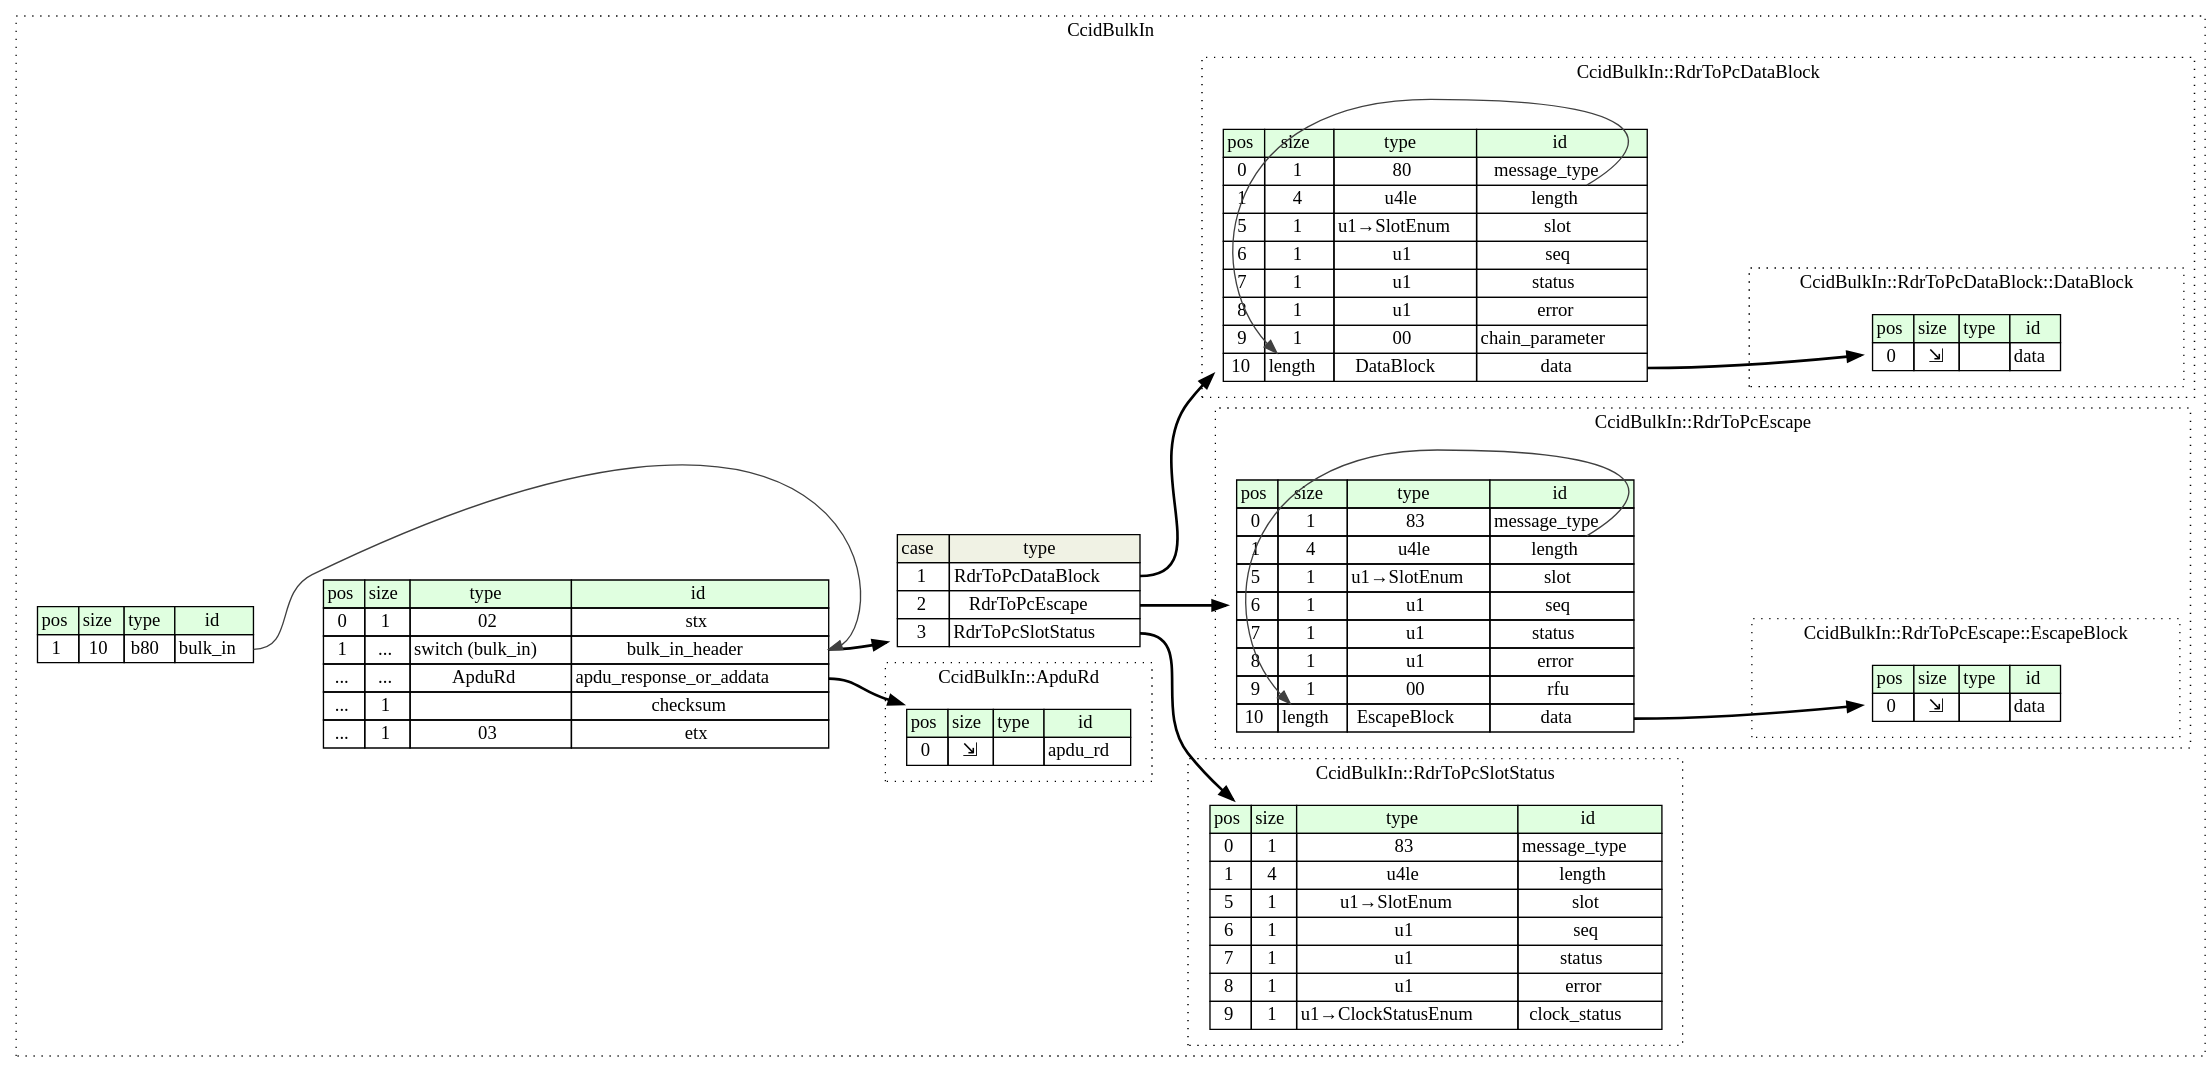 CcidBulkIn
pos size type id
1 10 b80 bulk_in
pos size type id
0 1 02 stx
1 ... switch (bulk_in) bulk_in_header
... ... ApduRd apdu_response_or_addata
... 1 checksum
... 1 03 etx
case type
1 RdrToPcDataBlock
2 RdrToPcEscape
3 RdrToPcSlotStatus
CcidBulkIn::ApduRd
pos size type id
0 ⇲ apdu_rd
CcidBulkIn::RdrToPcDataBlock
pos size type id
0 1 80 message_type
1 4 u4le length
5 1 u1→SlotEnum slot
6 1 u1 seq
7 1 u1 status
8 1 u1 error
9 1 00 chain_parameter
10 length DataBlock data
CcidBulkIn::RdrToPcDataBlock::DataBlock
pos size type id
0 ⇲ data
CcidBulkIn::RdrToPcEscape
pos size type id
0 1 83 message_type
1 4 u4le length
5 1 u1→SlotEnum slot
6 1 u1 seq
7 1 u1 status
8 1 u1 error
9 1 00 rfu
10 length EscapeBlock data
CcidBulkIn::RdrToPcEscape::EscapeBlock
pos size type id
0 ⇲ data
CcidBulkIn::RdrToPcSlotStatus
pos size type id
0 1 83 message_type
1 4 u4le length
5 1 u1→SlotEnum slot
6 1 u1 seq
7 1 u1 status
8 1 u1 error
9 1 u1→ClockStatusEnum clock_status